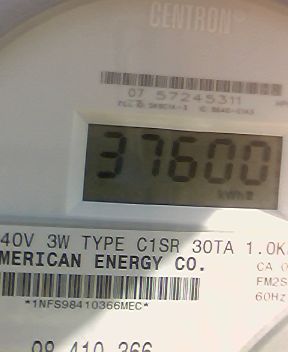 CENTRON®
07 57245311
37600
kWh
40V 3W TYPE C1SR 30TA 1.0K
MERICAN ENERGY CO.
CA 0
FM2S
60Hz
*1NFS98410366MEC*
98 410 366